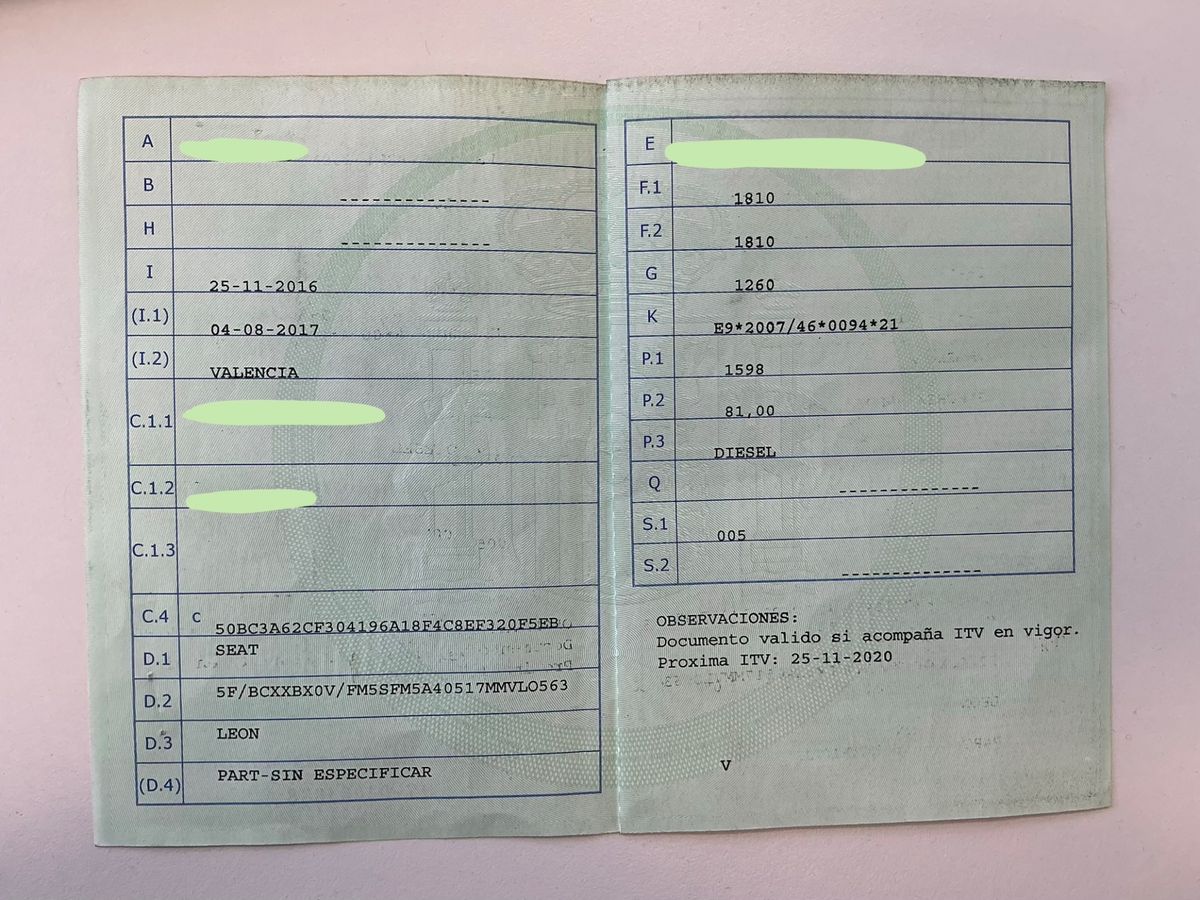 A
B --------------
H --------------
I 25-11-2016
(I.1) 04-08-2017
(I.2) VALENCIA
C.1.1
C.1.2
C.1.3
C.4 C 50BC3A62CF304196A18F4C8EF320F5EB
D.1 SEAT
D.2 5F/BCXXBX0V/FM5SFM5A40517MMVLO563
D.3 LEON
(D.4) PART-SIN ESPECIFICAR
E
F.1 1810
F.2 1810
G 1260
K E9*2007/46*0094*21
P.1 1598
P.2 81,00
P.3 DIESEL
Q --------------
S.1 005
S.2 --------------
OBSERVACIONES:
Documento valido si acompaña ITV en vigor.
Proxima ITV: 25-11-2020
V